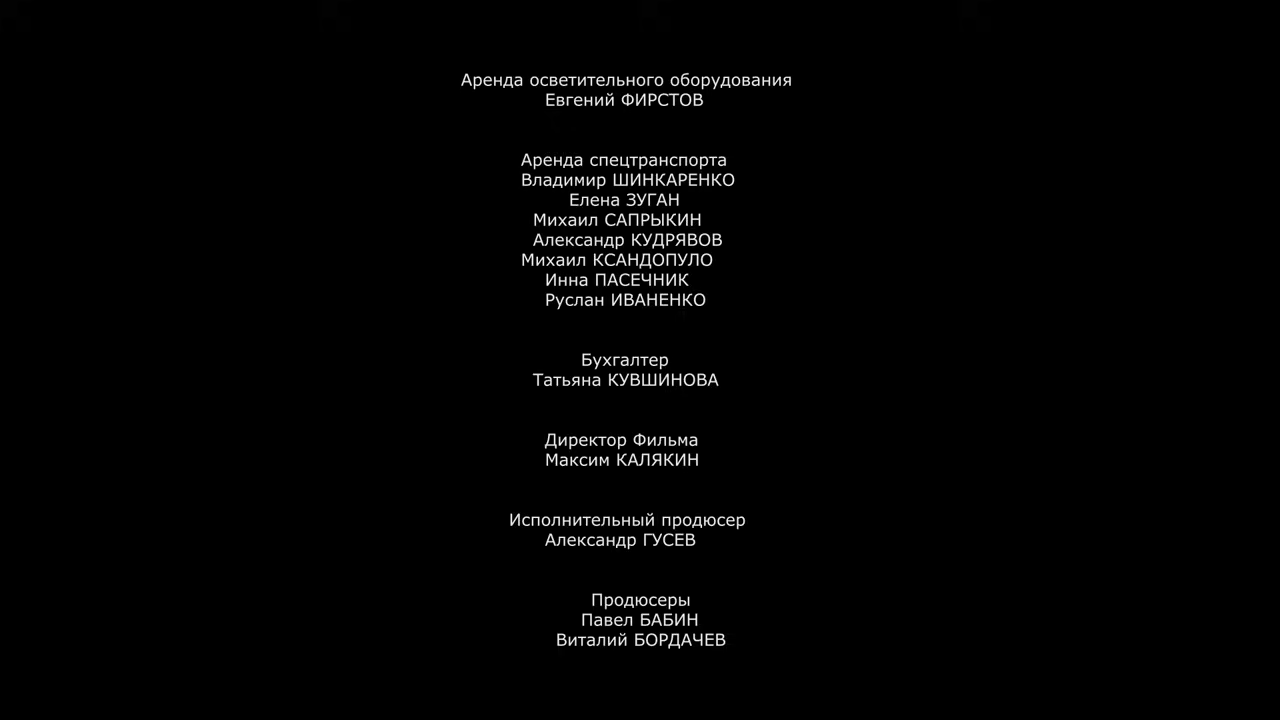 Аренда осветительного оборудования
Евгений ФИРСТОВ
Аренда спецтранспорта
Владимир ШИНКАРЕНКО
Елена ЗУГАН
Михаил САПРЫКИН
Александр КУДРЯВОВ
Михаил КСАНДОПУЛО
Инна ПАСЕЧНИК
Руслан ИВАНЕНКО
Бухгалтер
Татьяна КУВШИНОВА
Директор Фильма
Максим КАЛЯКИН
Исполнительный продюсер
Александр ГУСЕВ
Продюсеры
Павел БАБИН
Виталий БОРДАЧЕВ